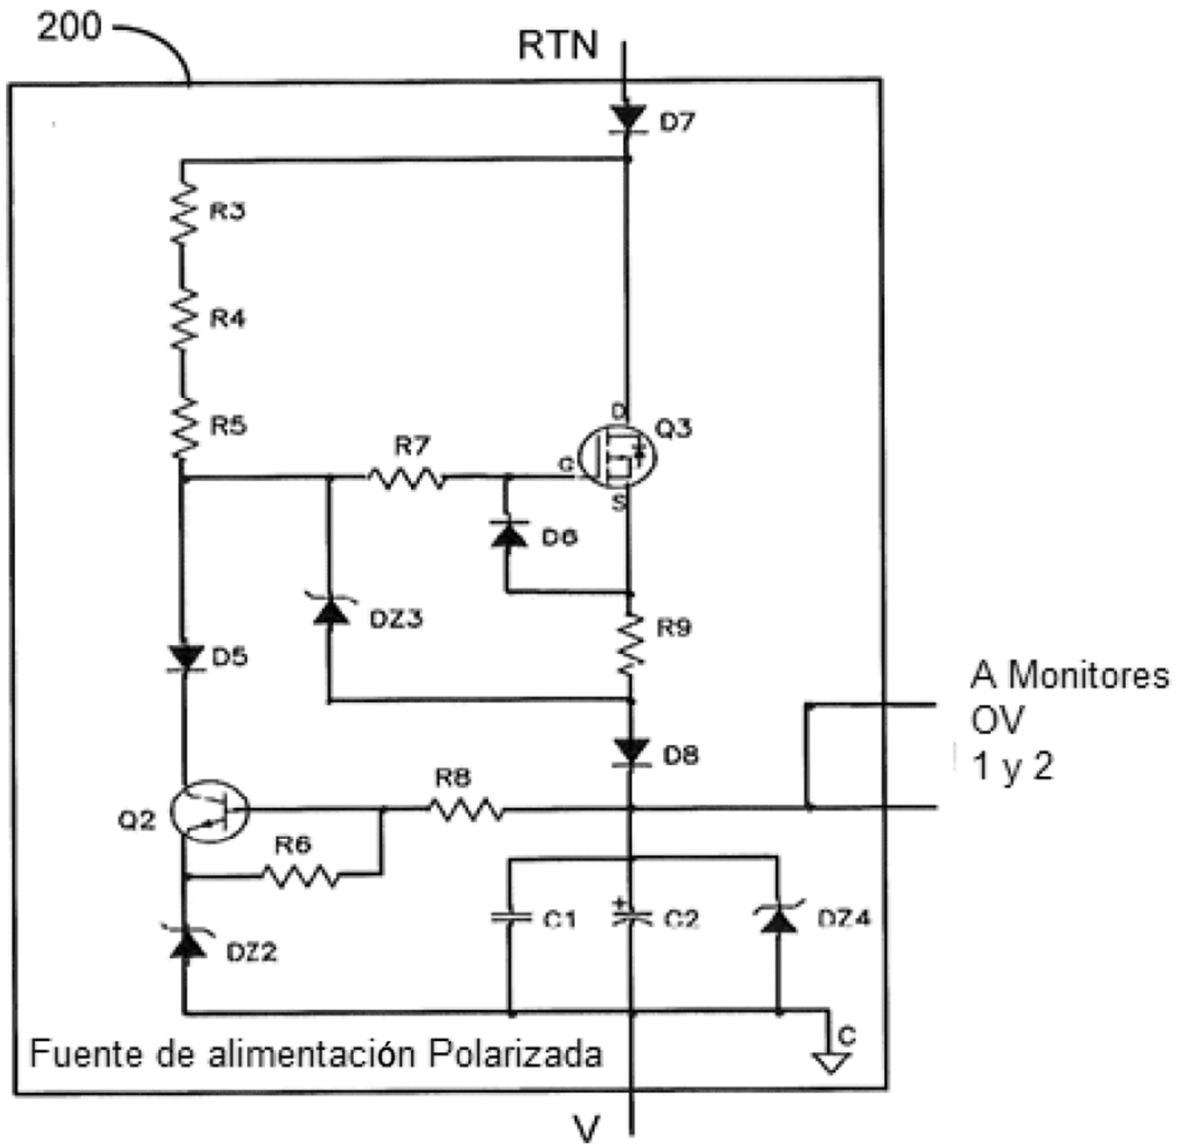 200
RTN
D7
R3
R4
R5
D
Q3
R7
G
S
D6
DZ3
R9
D5
A Monitores
OV
1 y 2
D8
R8
Q2
R6
+
C1
C2
DZ4
DZ2
C
Fuente de alimentación Polarizada
V